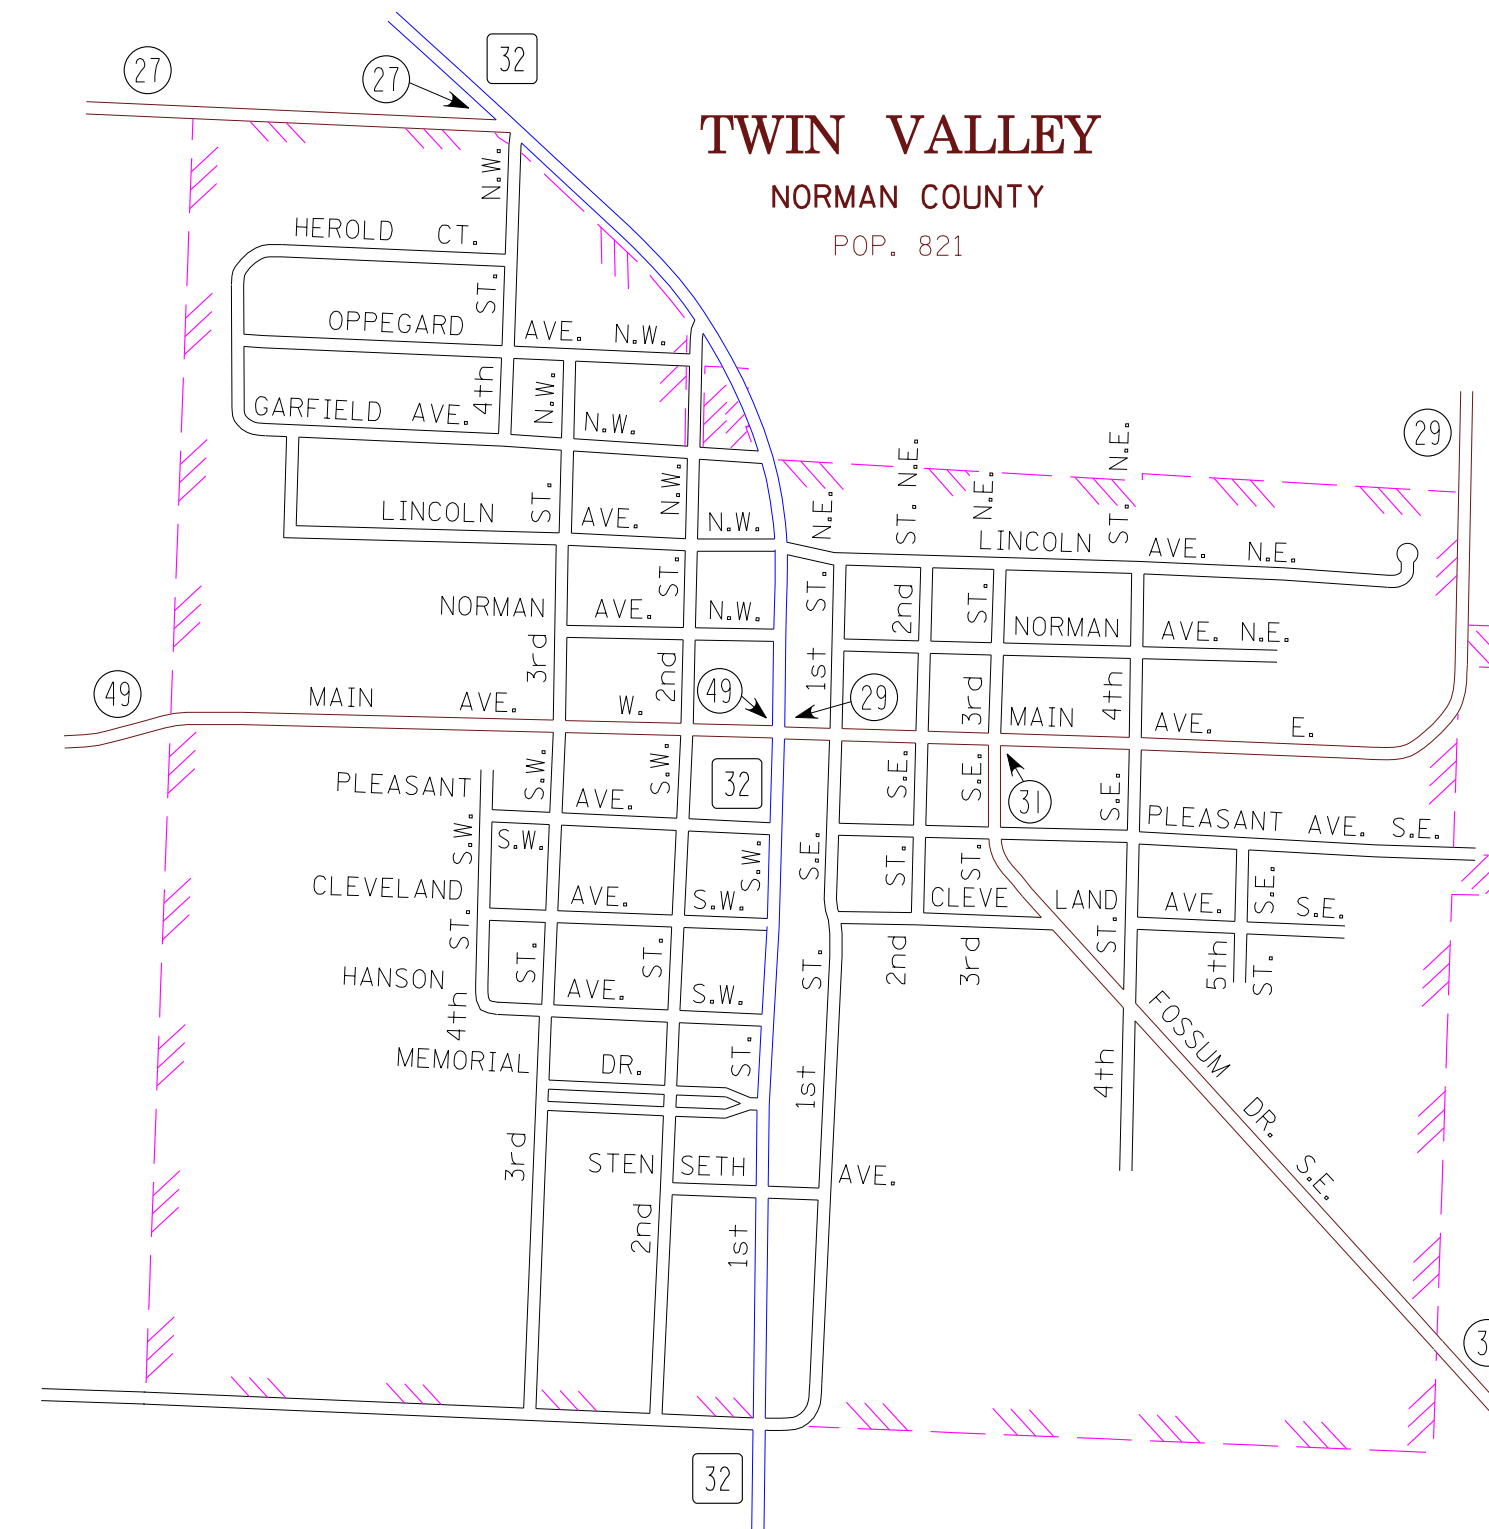 32
27
27
TWIN VALLEY
NORMAN COUNTY
POP. 821
HEROLD CT.
4th ST. N.W.
OPPEGARD AVE. N.W.
GARFIELD AVE. N.W.
29
3rd ST. N.W.
2nd ST. N.W.
LINCOLN AVE. N.W.
1st ST. N.E.
2nd ST. N.E.
3rd ST. N.E.
4th ST. N.E.
LINCOLN AVE. N.E.
NORMAN AVE. N.W.
NORMAN AVE. N.E.
49
MAIN AVE. W.
49
29
MAIN AVE. E.
31
32
PLEASANT AVE. S.W.
PLEASANT AVE. S.E.
CLEVELAND AVE. S.W.
CLEVE LAND AVE. S.E.
4th ST. S.W.
3rd ST. S.W.
2nd ST. S.W.
1st ST. S.W.
1st ST. S.E.
2nd ST. S.E.
3rd ST. S.E.
4th ST. S.E.
5th ST. S.E.
HANSON AVE. S.W.
MEMORIAL DR.
FOSSUM DR. S.E.
STEN SETH AVE.
32